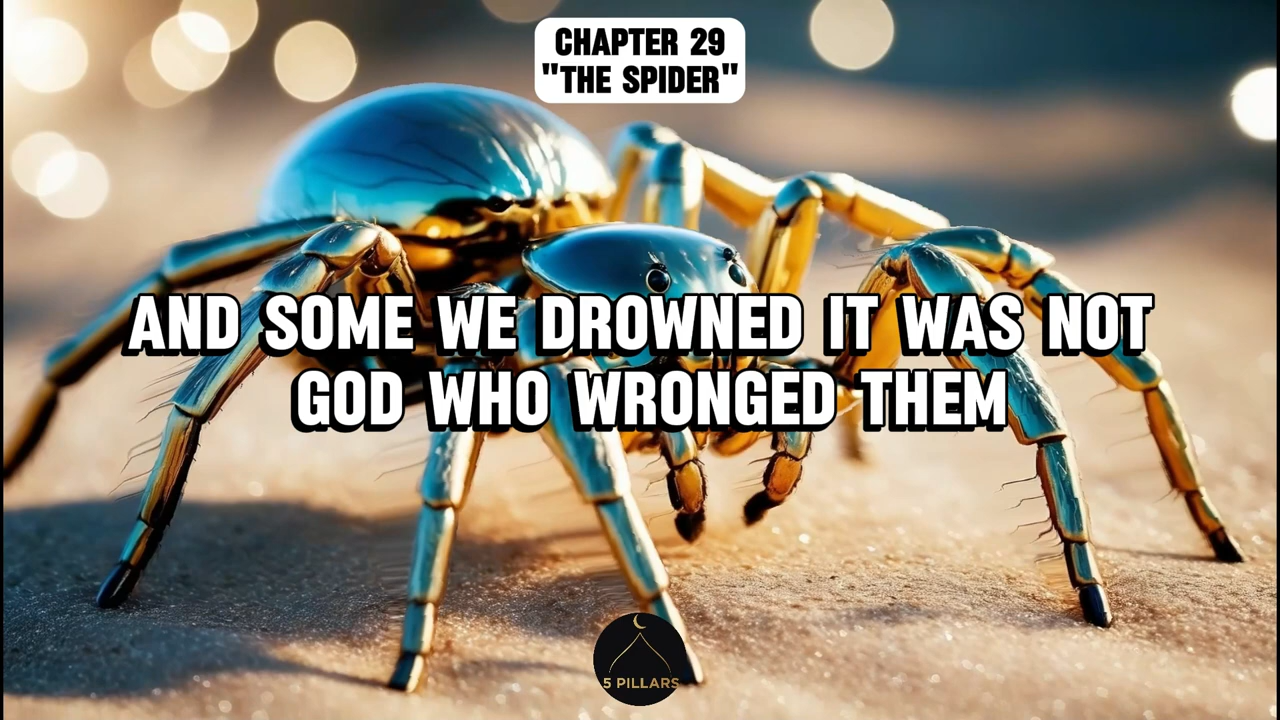 CHAPTER 29
"THE SPIDER"
AND SOME WE DROWNED IT WAS NOT
GOD WHO WRONGED THEM
5 PILLARS